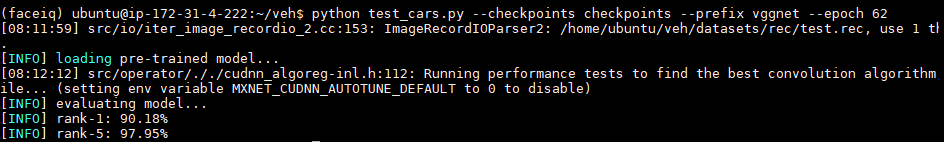 (faceiq) ubuntu@ip-172-31-4-222:~/veh$ python test_cars.py --checkpoints checkpoints --prefix vggnet --epoch 62
[08:11:59] src/io/iter_image_recordio_2.cc:153: ImageRecordIOParser2: /home/ubuntu/veh/datasets/rec/test.rec, use 1 th
.
[INFO] loading pre-trained model...
[08:12:12] src/operator/././cudnn_algoreg-inl.h:112: Running performance tests to find the best convolution algorithm
ile... (setting env variable MXNET_CUDNN_AUTOTUNE_DEFAULT to 0 to disable)
[INFO] evaluating model...
[INFO] rank-1: 90.18%
[INFO] rank-5: 97.95%